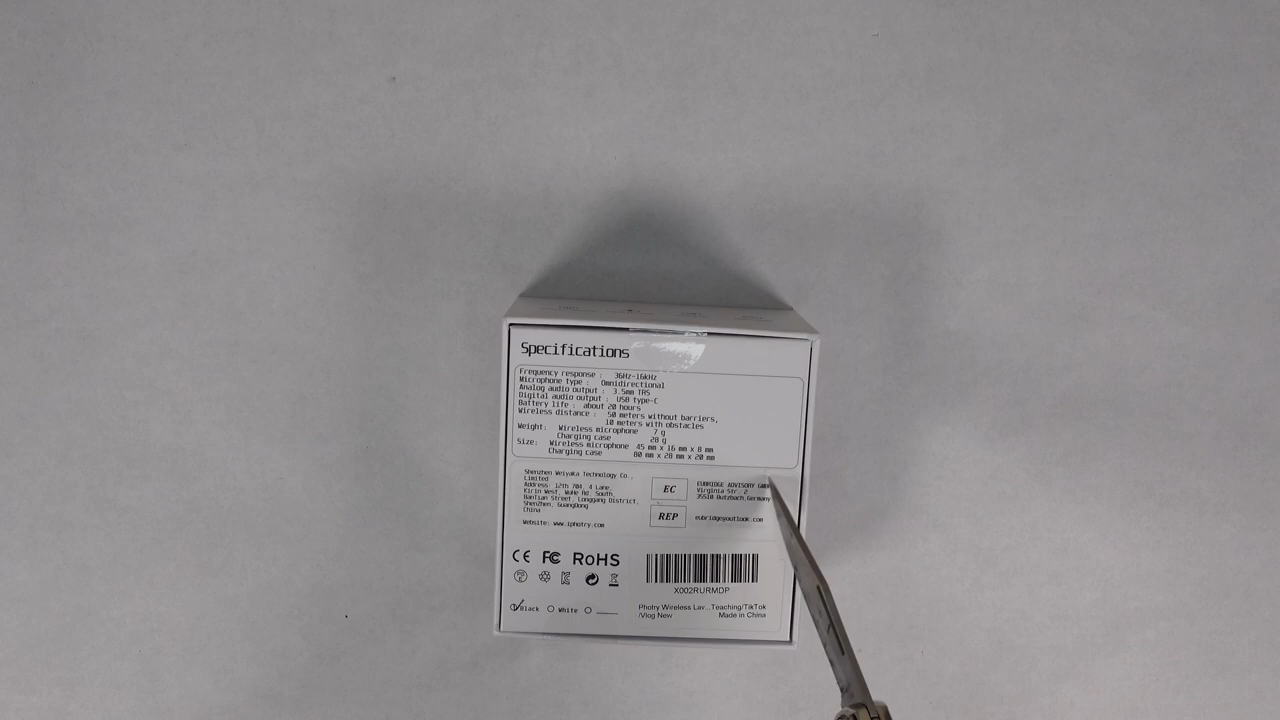 Specifications
Frequency response : 36Hz-16kHz
Microphone type : Omnidirectional
Analog audio output : 3.5mm TRS
Digital audio output : USB type-C
Battery life : about 20 hours
Wireless distance : 50 meters without barriers,
10 meters with obstacles
Weight: Wireless microphone 7 g
Charging case 28 g
Size: Wireless microphone 45 mm x 16 mm x 8 mm
Charging case 80 mm x 28 mm x 20 mm
Shenzhen Weiyaka Technology Co.,
Limited
Address: 12th 704, 4 Lane,
Kirin West, WuHe Rd, South,
BanTian Street, Longgang District,
ShenZhen, GuangDong
China
Website: www.iphotry.com
EC
REP
EUBRIDGE ADVISORY GMBH
Virginia Str. 2
35510 Butzbach,Germany
eubridge@outlook.com
CE FC RoHS
X002RURMDP
Photry Wireless Lav...Teaching/TikTok
/Vlog New Made in China
Black White